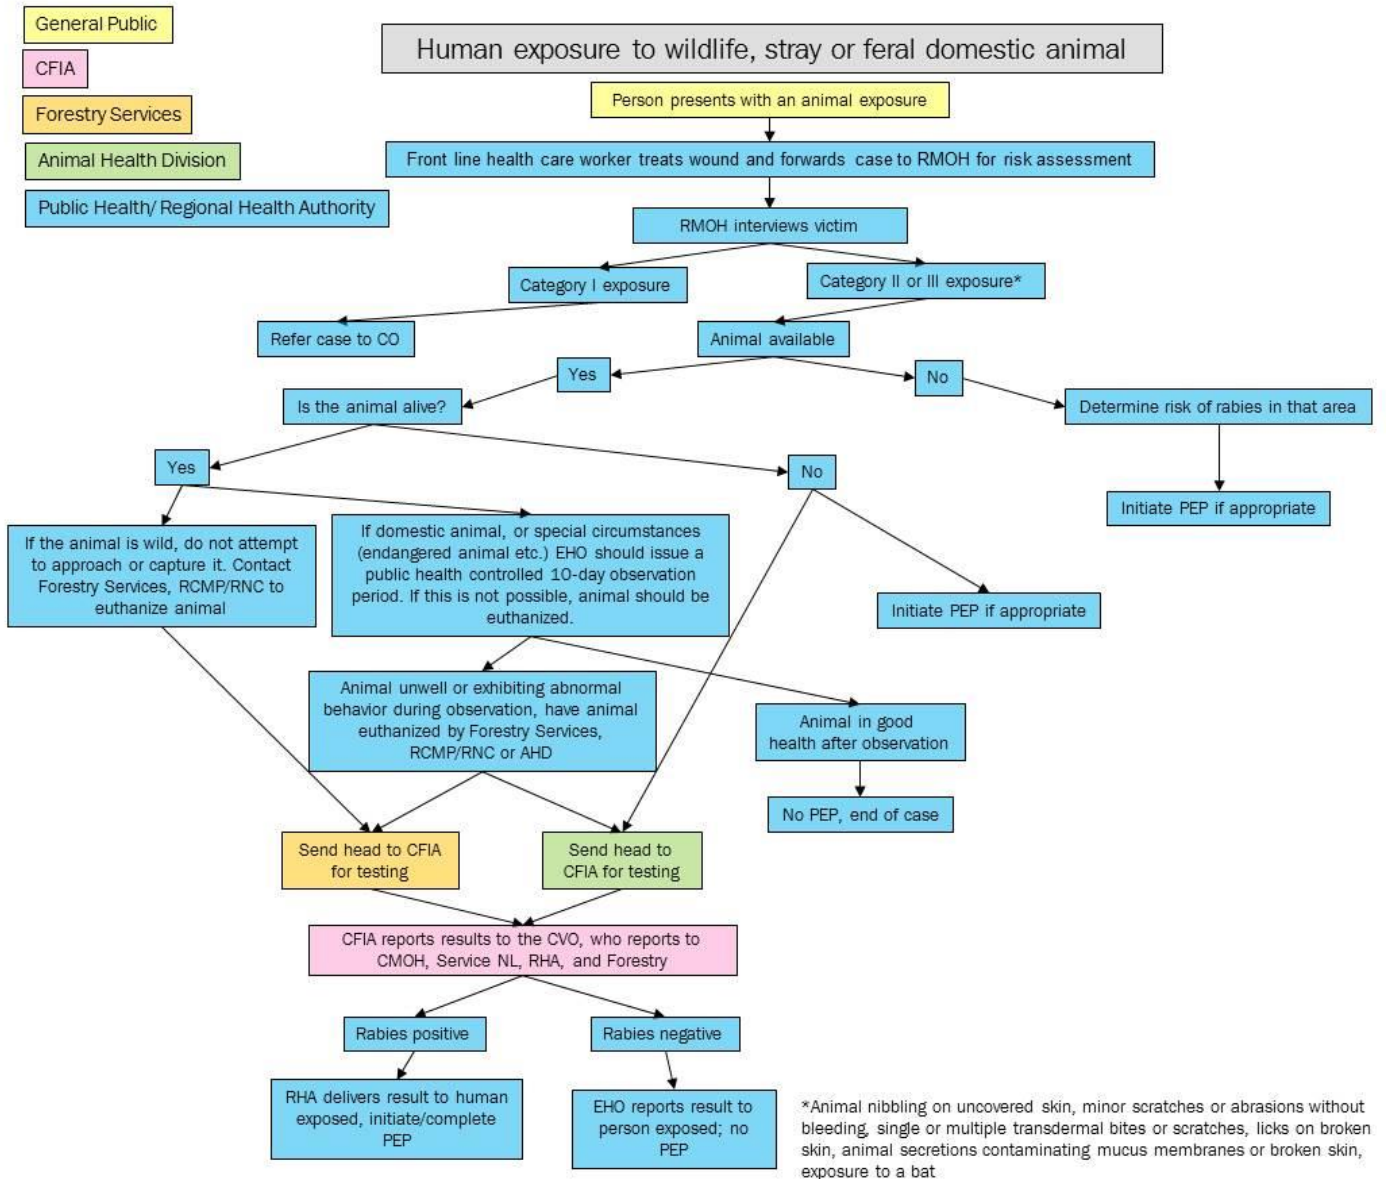 General Public
CFIA
Forestry Services
Animal Health Division
Public Health/ Regional Health Authority
Human exposure to wildlife, stray or feral domestic animal
Person presents with an animal exposure
Front line health care worker treats wound and forwards case to RMOH for risk assessment
RMOH interviews victim
Category I exposure
Category II or III exposure*
Refer case to CO
Animal available
Yes
No
Is the animal alive?
Determine risk of rabies in that area
Yes
No
Initiate PEP if appropriate
If the animal is wild, do not attempt
to approach or capture it. Contact
Forestry Services, RCMP/RNC to
euthanize animal
If domestic animal, or special circumstances
(endangered animal etc.) EHO should issue a
public health controlled 10-day observation
period. If this is not possible, animal should be
euthanized.
Initiate PEP if appropriate
Animal unwell or exhibiting abnormal
behavior during observation, have animal
euthanized by Forestry Services,
RCMP/RNC or AHD
Animal in good
health after observation
No PEP, end of case
Send head to CFIA
for testing
Send head to
CFIA for testing
CFIA reports results to the CVO, who reports to
CMOH, Service NL, RHA, and Forestry
Rabies positive
Rabies negative
RHA delivers result to human
exposed, initiate/complete
PEP
EHO reports result to
person exposed; no
PEP
*Animal nibbling on uncovered skin, minor scratches or abrasions without
bleeding, single or multiple transdermal bites or scratches, licks on broken
skin, animal secretions contaminating mucus membranes or broken skin,
exposure to a bat